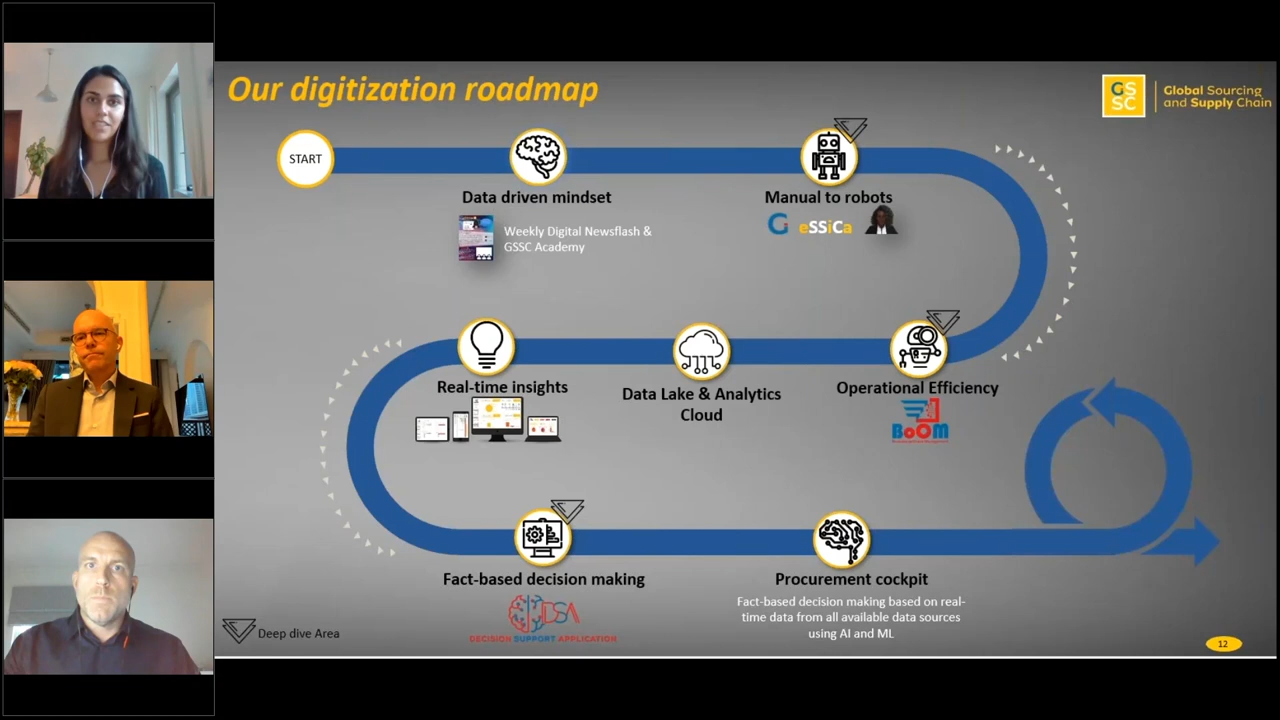 Our digitization roadmap
GS
SC
Global Sourcing
and Supply Chain
START
Data driven mindset
Weekly Digital Newsflash &
GSSC Academy
Manual to robots
G eSSiCa
Real-time insights
Data Lake & Analytics
Cloud
Operational Efficiency
BOOM
Fact-based decision making
DSA
DECISION SUPPORT APPLICATION
Procurement cockpit
Fact-based decision making based on real-
time data from all available data sources
using AI and ML
Deep dive Area
12